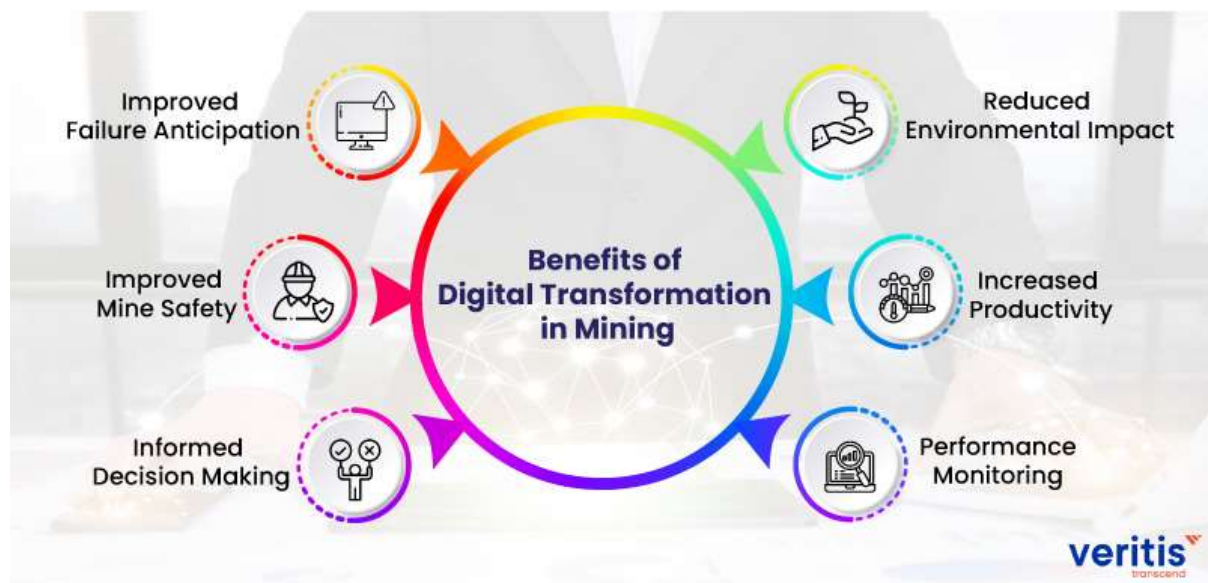 Improved
Failure Anticipation
Reduced
Environmental Impact
Improved
Mine Safety
Benefits of
Digital Transformation
in Mining
Increased
Productivity
Informed
Decision Making
Performance
Monitoring
veritis
transcend